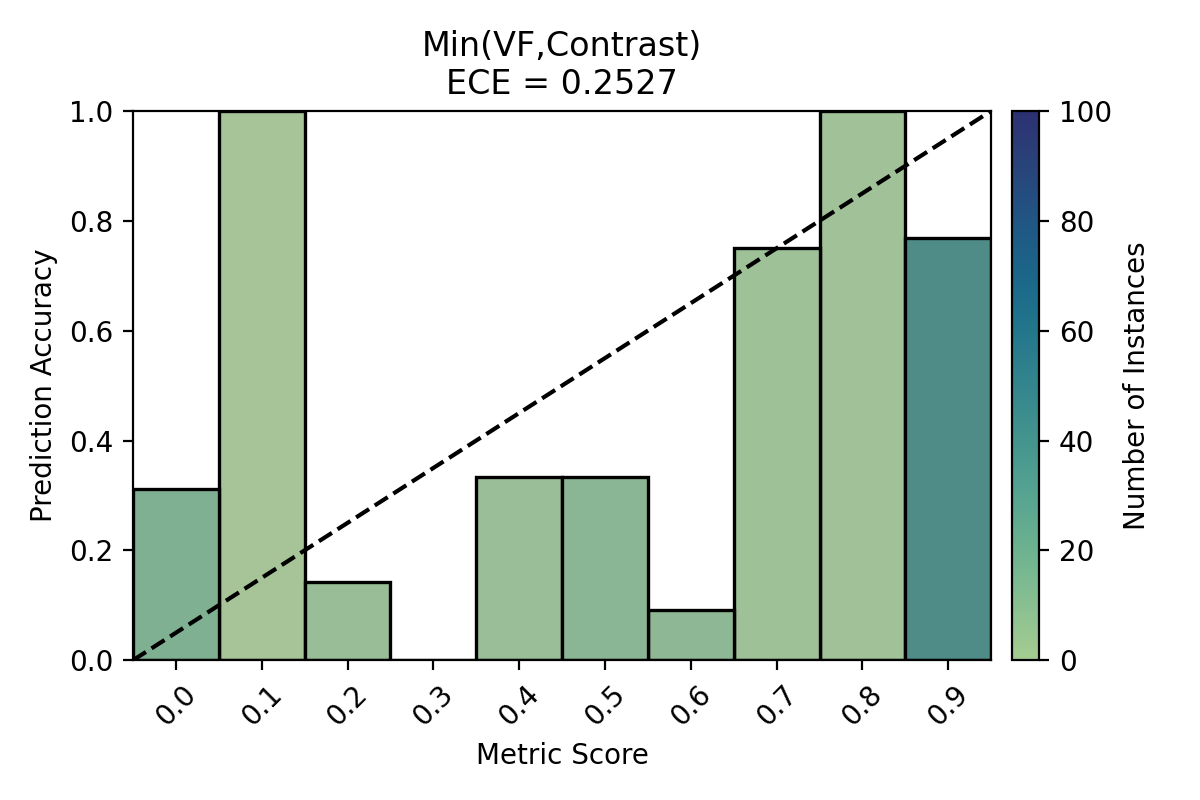 Min(VF,Contrast)
ECE = 0.2527
Prediction Accuracy
1.0
0.8
0.6
0.4
0.2
0.0
0.0 0.1 0.2 0.3 0.4 0.5 0.6 0.7 0.8 0.9
Metric Score
100
80
60
40
20
0
Number of Instances